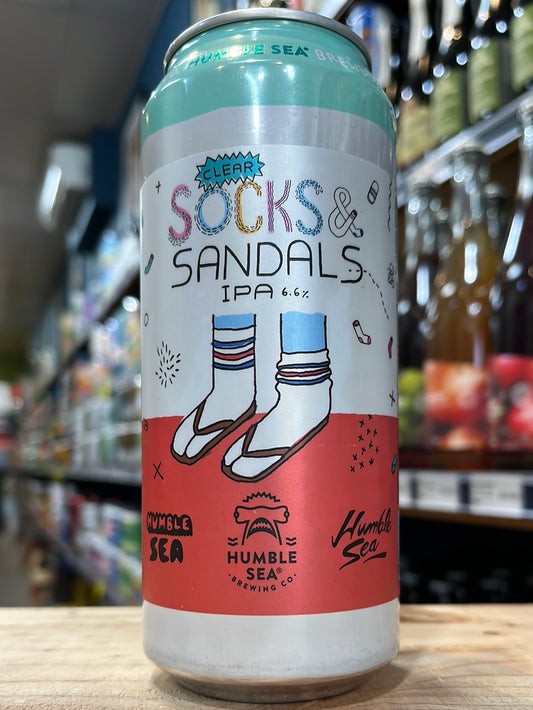 HUMBLE SEA®
CLEAR
SOCKS &
SANDALS
IPA 6.6%
HUMBLE
SEA
HUMBLE
SEA®
BREWING CO.
Humble
Sea